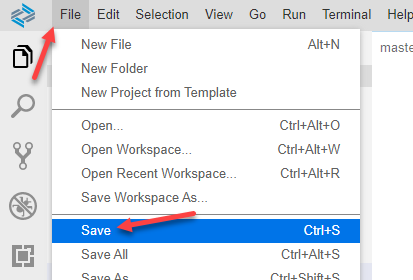 File Edit Selection View Go Run Terminal Help
New File Alt+N
New Folder
New Project from Template
Open... Ctrl+Alt+O
Open Workspace... Ctrl+Alt+W
Open Recent Workspace... Ctrl+Alt+R
Save Workspace As...
Save Ctrl+S
Save All Ctrl+Alt+S
Save As Ctrl+Shift+S